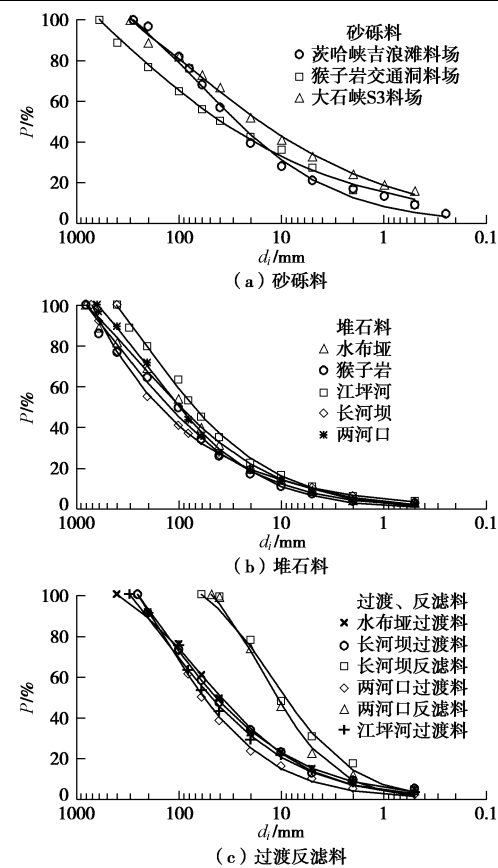 100
80
60
40
20
0
P/%
砂砾料
茨哈峡吉浪滩料场
猴子岩交通洞料场
大石峡S3料场
1000 100 10 1 0.1
di/mm
(a) 砂砾料
100
80
60
40
20
0
P/%
堆石料
水布垭
猴子岩
江坪河
长河坝
两河口
1000 100 10 1 0.1
di/mm
(b) 堆石料
100
80
60
40
20
0
P/%
过渡、反滤料
水布垭过渡料
长河坝过渡料
长河坝反滤料
两河口过渡料
两河口反滤料
江坪河过渡料
1000 100 10 1 0.1
di/mm
(c) 过渡反滤料